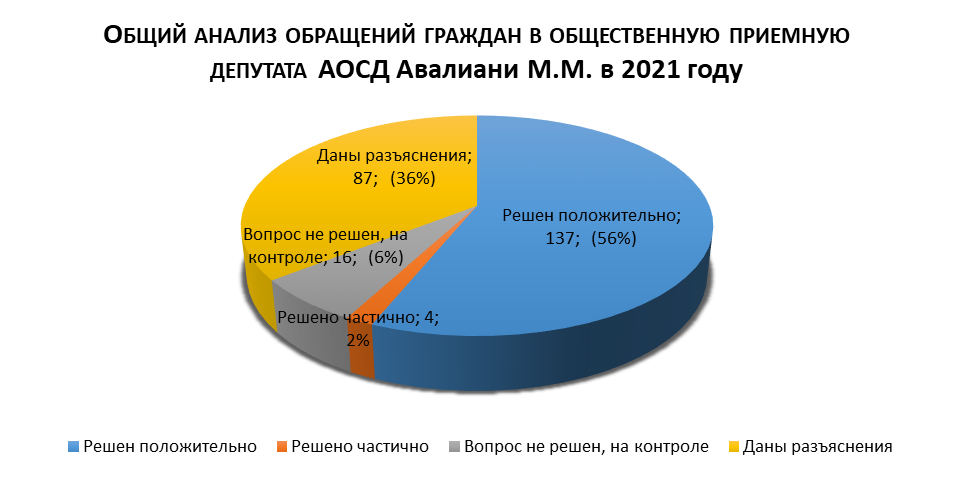 Общий анализ обращений граждан в общественную приемную
депутата АОСД Авалиани М.М. в 2021 году
Даны разъяснения;
87; (36%)
Решен положительно;
137; (56%)
Вопрос не решен, на
контроле; 16; (6%)
Решено частично; 4;
2%
Решен положительно Решено частично Вопрос не решен, на контроле Даны разъяснения